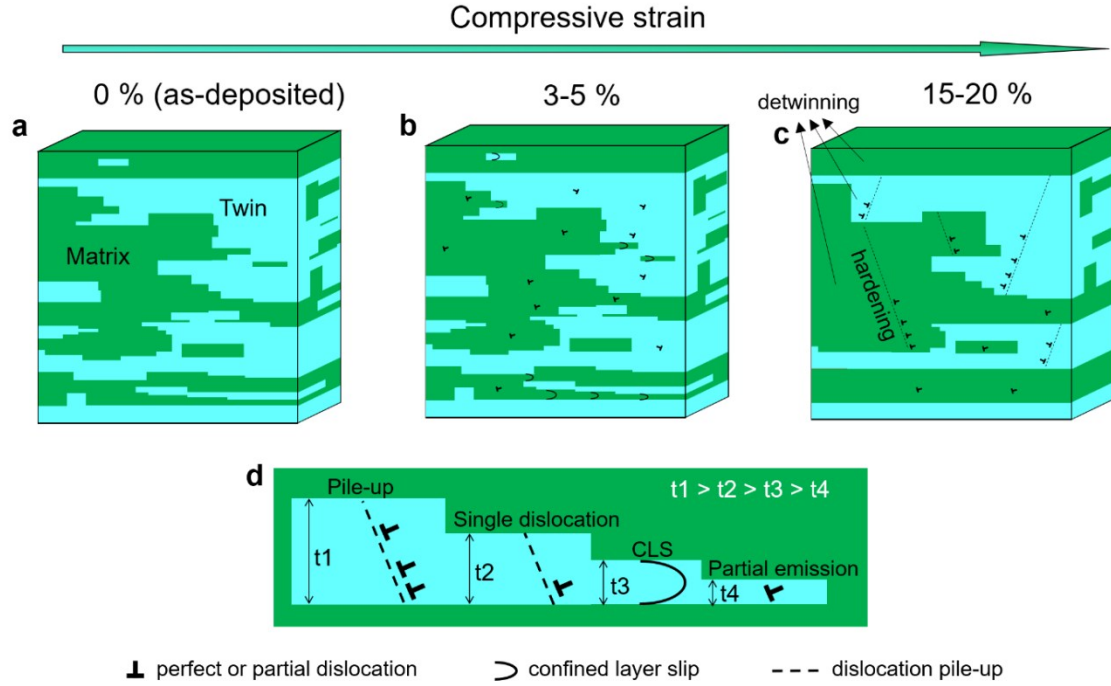 Compressive strain
0 % (as-deposited)
3-5 %
15-20 %
a
b
detwinning
c
Twin
Matrix
hardening
d
Pile-up
t1 > t2 > t3 > t4
Single dislocation
CLS
Partial emission
t1
t2
t3
t4
perfect or partial dislocation
confined layer slip
dislocation pile-up